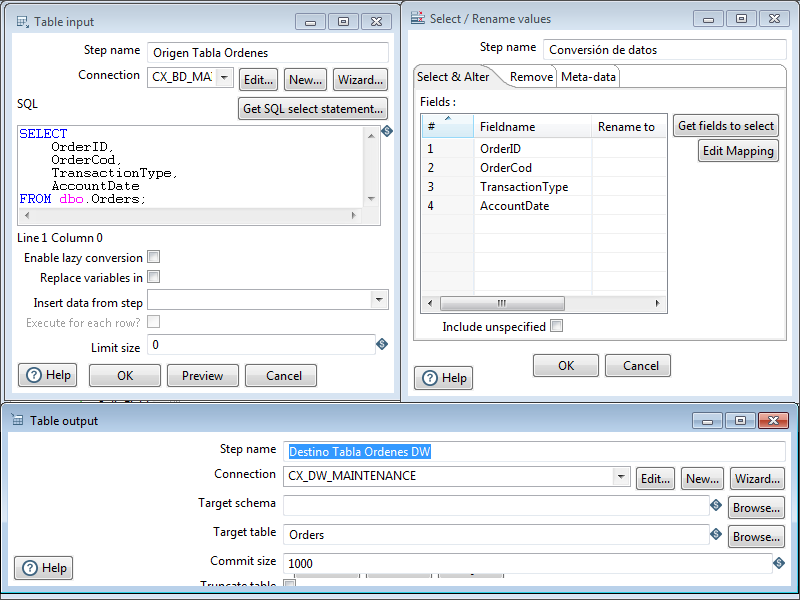 Table input
Step name Origen Tabla Ordenes
Connection CX_BD_MA Edit... New... Wizard...
SQL Get SQL select statement...
SELECT
OrderID,
OrderCod,
TransactionType,
AccountDate
FROM dbo.Orders;
Line 1 Column 0
Enable lazy conversion
Replace variables in
Insert data from step
Execute for each row?
Limit size 0
Help OK Preview Cancel
Select / Rename values
Step name Conversión de datos
Select & Alter Remove Meta-data
Fields :
# Fieldname Rename to Get fields to select
1 OrderID Edit Mapping
2 OrderCod
3 TransactionType
4 AccountDate
Include unspecified
OK Cancel
Help
Table output
Step name Destino Tabla Ordenes DW
Connection CX_DW_MAINTENANCE Edit... New... Wizard...
Target schema Browse...
Target table Orders Browse...
Commit size 1000
Help
Truncate table